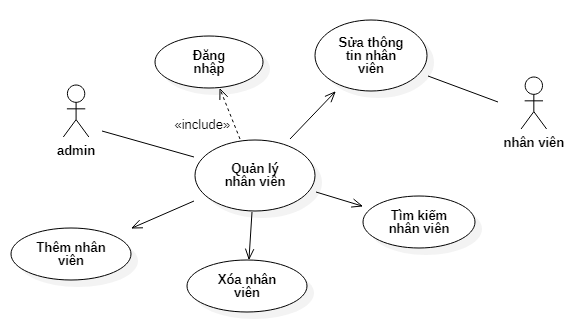 Đăng
nhập
Sửa thông
tin nhân
viên
«include»
admin
nhân viên
Quản lý
nhân viên
Tìm kiếm
nhân viên
Thêm nhân
viên
Xóa nhân
viên